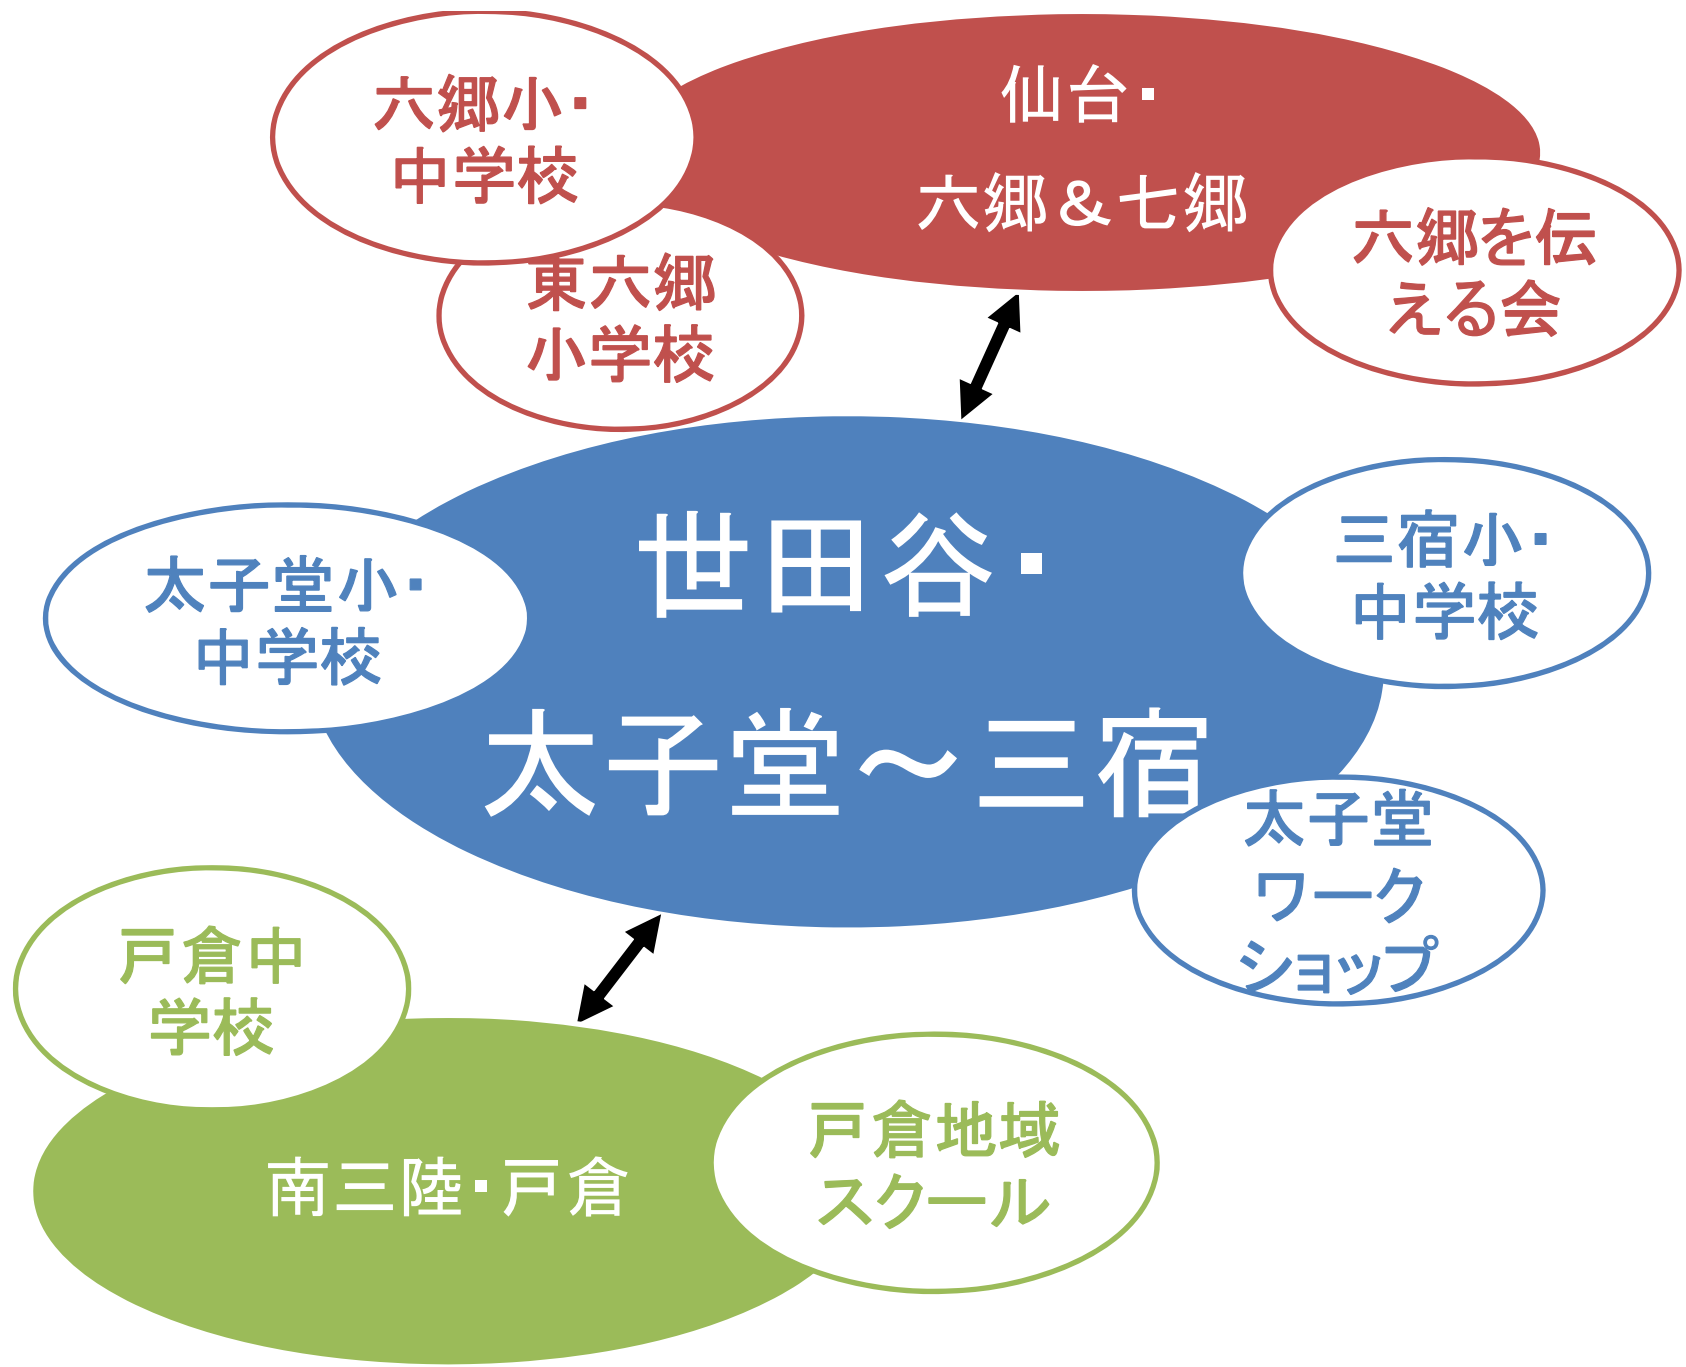 六郷小・
中学校
仙台・
六郷＆七郷
六郷を伝
える会
東六郷
小学校
世田谷・
太子堂～三宿
太子堂小・
中学校
三宿小・
中学校
太子堂
ワーク
ショップ
戸倉中
学校
南三陸・戸倉
戸倉地域
スクール